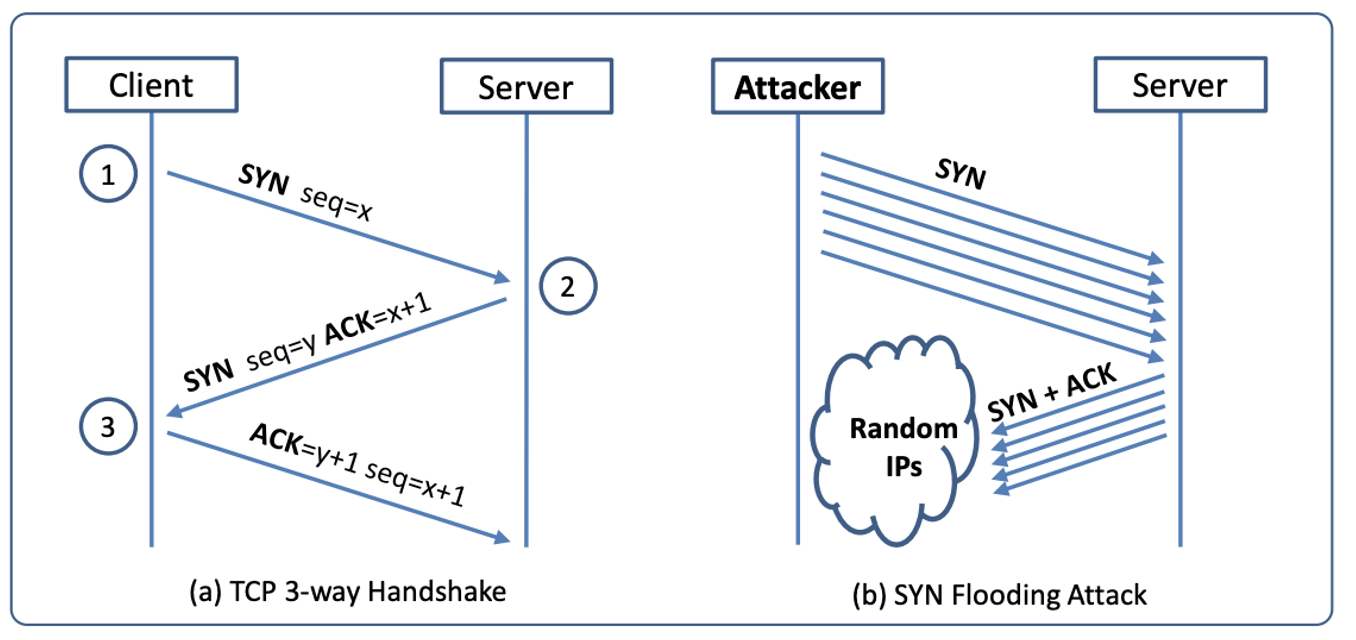 Client
Server
1
SYN seq=x
2
SYN seq=y ACK=x+1
3
ACK=y+1 seq=x+1
(a) TCP 3-way Handshake
Attacker
Server
SYN
SYN + ACK
Random
IPs
(b) SYN Flooding Attack